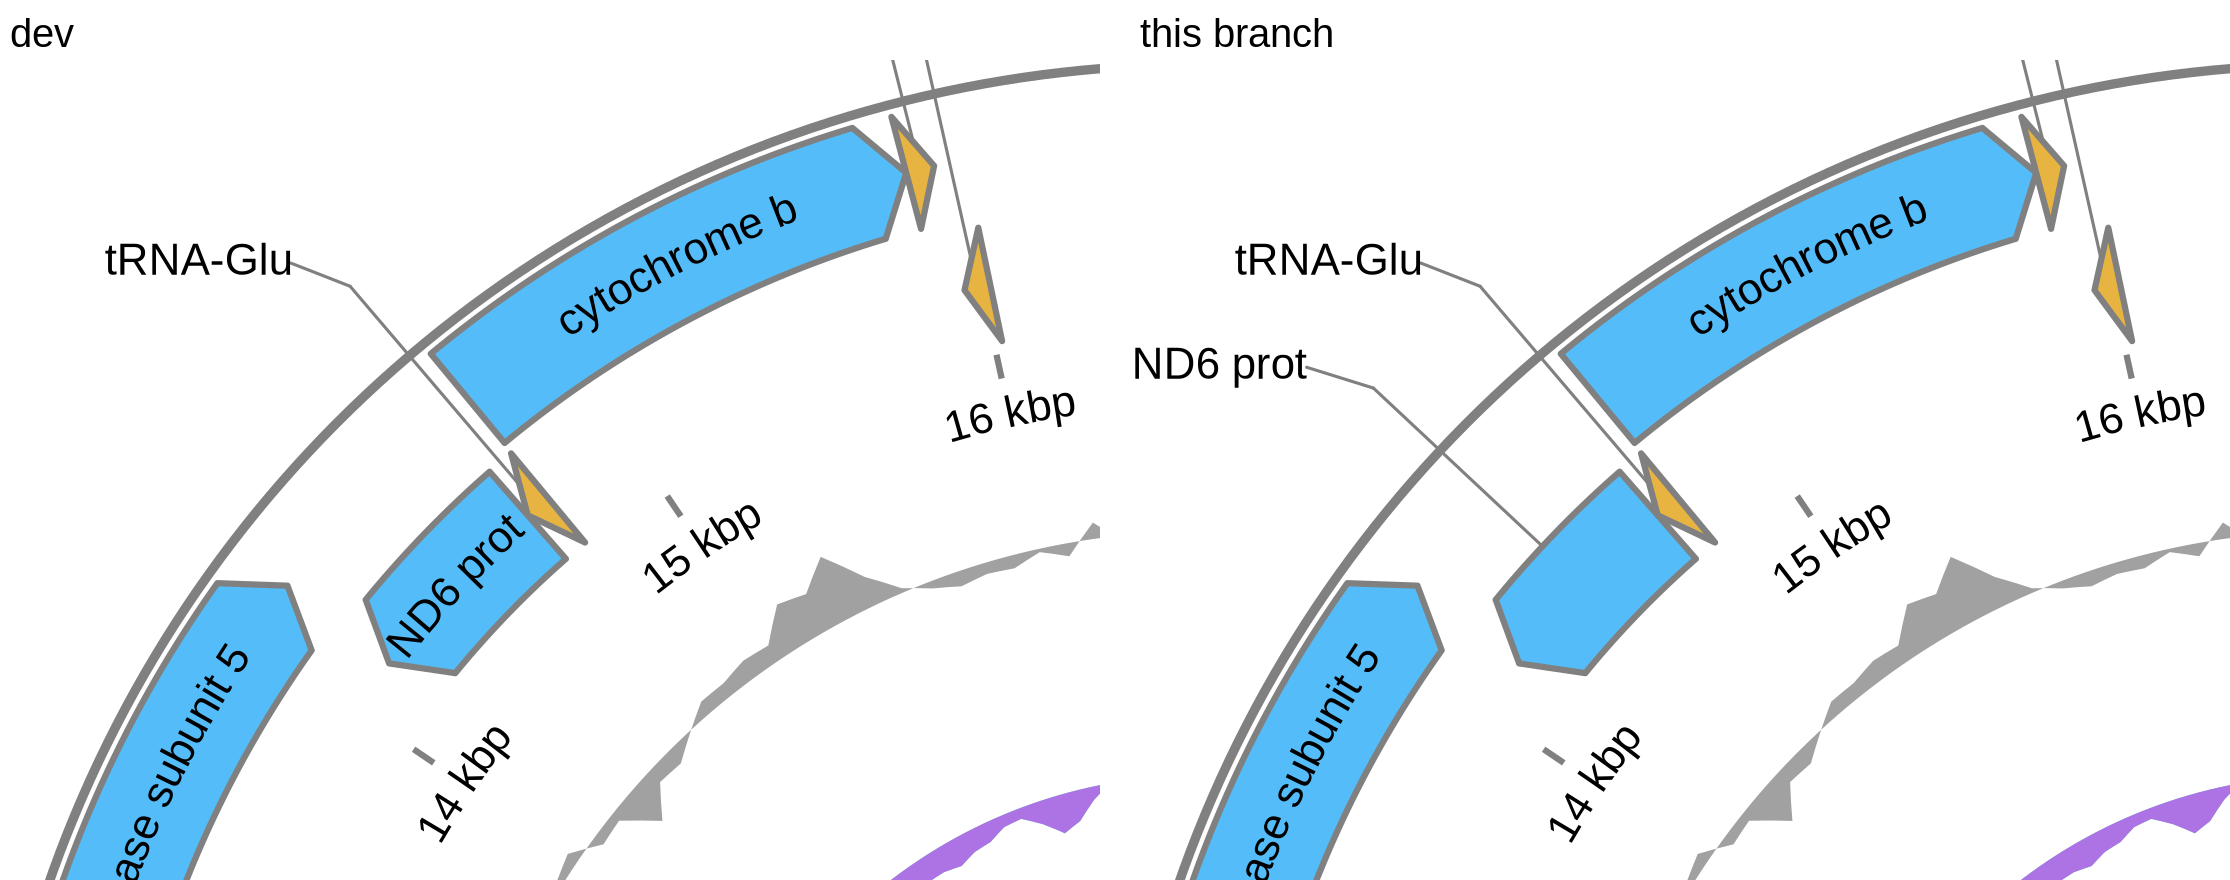 dev
tRNA-Glu
cytochrome b
ND6 prot
16 kbp
15 kbp
14 kbp
ase subunit 5
this branch
tRNA-Glu
ND6 prot
cytochrome b
16 kbp
15 kbp
14 kbp
ase subunit 5